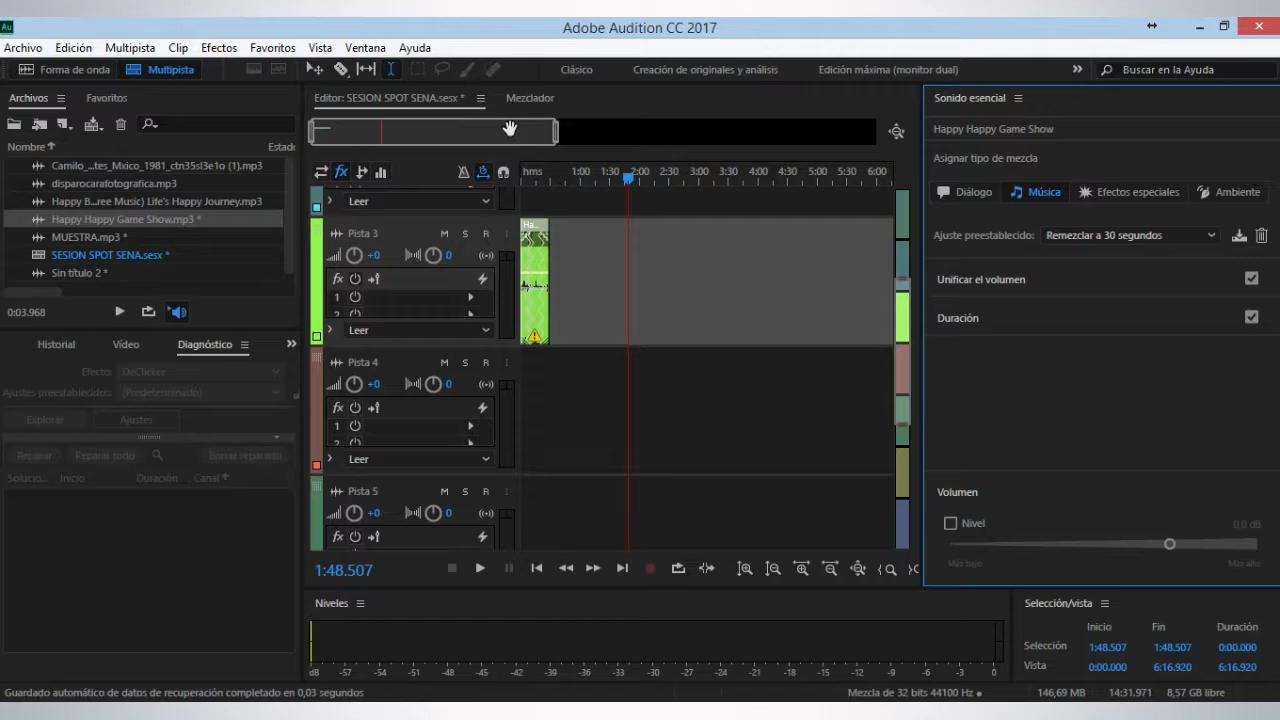 Au
Adobe Audition CC 2017
Archivo Edición Multipista Clip Efectos Favoritos Vista Ventana Ayuda
Forma de onda Multipista Clásico Creación de originales y análisis Edición máxima (monitor dual) Buscar en la Ayuda
Archivos Favoritos
Nombre Estado
Camilo_...tes_Mxico_1981_ctn35sl3e1o (1).mp3
disparocarafotografica.mp3
Happy B...ree Music) Life's Happy Journey.mp3
Happy Happy Game Show.mp3 *
MUESTRA.mp3 *
SESION SPOT SENA.sesx *
Sin título 2 *
0:03.968
Historial Video Diagnóstico
Efecto: DeClicker
Ajustes preestablecidos: (Predeterminado)
Explorar Ajustes
Reparar Reparar todo Borrar reparado
Solucio... Inicio Duración Canal
Editor: SESION SPOT SENA.sesx * Mezclador
hms 1:00 1:30 2:00 2:30 3:00 3:30 4:00 4:30 5:00 5:30 6:00
Leer
Pista 3 M S R I
+0 0
fx
1
2
Leer
Ha...
Pista 4 M S R I
+0 0
fx
1
2
Leer
Pista 5 M S R I
+0 0
fx
1:48.507
Niveles
dB -57 -54 -51 -48 -45 -42 -39 -36 -33 -30 -27 -24 -21 -18 -15 -12 -9 -6 -3 0
Sonido esencial
Happy Happy Game Show
Asignar tipo de mezcla
Diálogo Música Efectos especiales Ambiente
Ajuste preestablecido: Remezclar a 30 segundos
Unificar el volumen
Duración
Volumen
Nivel 0,0 dB
Más bajo Más alto
Selección/vista
Inicio Fin Duración
Selección 1:48.507 1:48.507 0:00.000
Vista 0:00.000 6:16.920 6:16.920
Guardado automático de datos de recuperación completado en 0,03 segundos Mezcla de 32 bits 44100 Hz 146,69 MB 14:31.971 8,57 GB libre